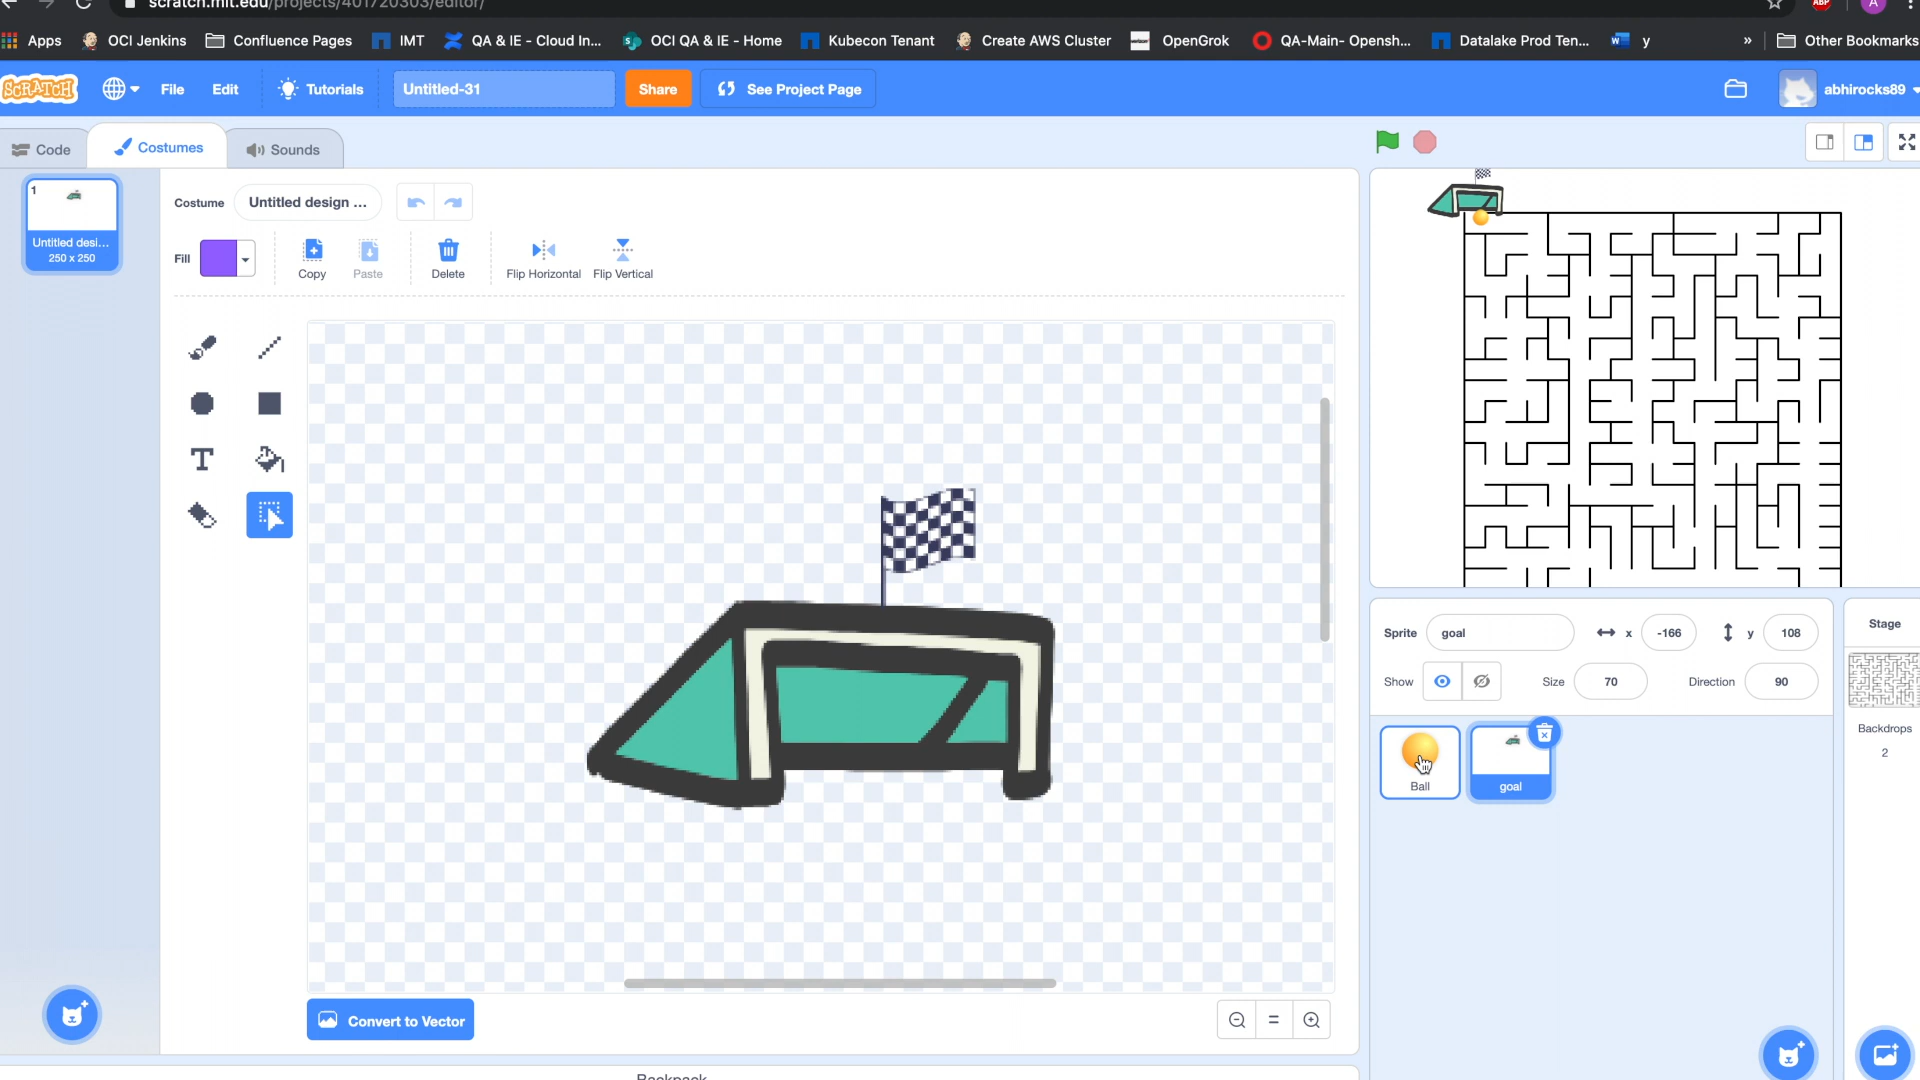 scratch.mit.edu/projects/401720303/editor/
ABP
A
Apps
OCI Jenkins
Confluence Pages
IMT
QA & IE - Cloud In...
OCI QA & IE - Home
Kubecon Tenant
Create AWS Cluster
OpenGrok
QA-Main- Opensh...
Datalake Prod Ten...
y
»
Other Bookmarks
SCRATCH
File
Edit
Tutorials
Untitled-31
Share
See Project Page
abhirocks89
Code
Costumes
Sounds
1
Untitled desi...
250 x 250
Costume
Untitled design ...
Fill
Copy
Paste
Delete
Flip Horizontal
Flip Vertical
Convert to Vector
Backpack
Sprite
goal
x
-166
y
108
Show
Size
70
Direction
90
Ball
goal
Stage
Backdrops
2